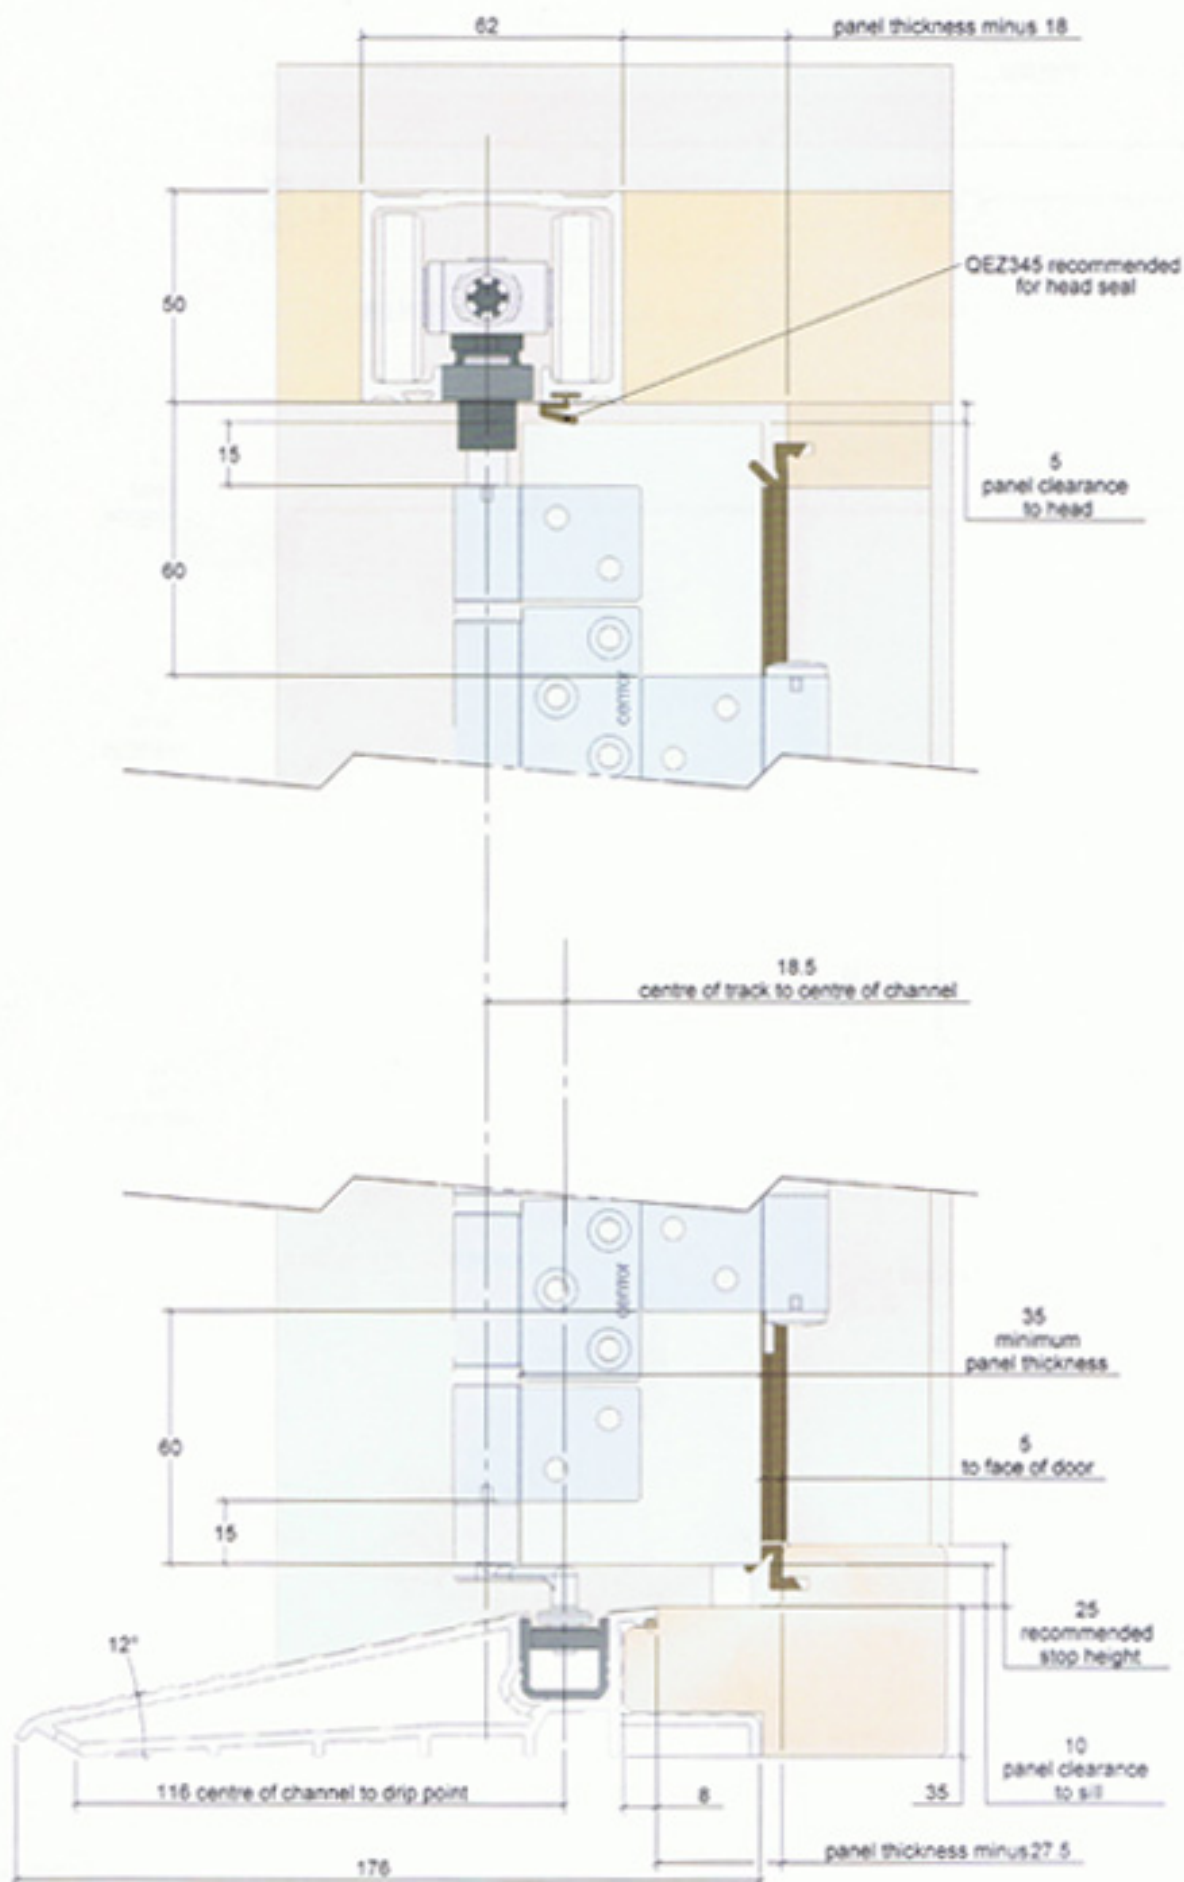 62
panel thickness minus 18
QEZ345 recommended
for head seal
50
15
5
panel clearance
to head
60
centor
18.5
centre of track to centre of channel
centor
35
minimum
panel thickness
60
5
to face of door
15
25
recommended
stop height
12°
10
panel clearance
to sill
116 centre of channel to drip point
8
35
panel thickness minus 27.5
176